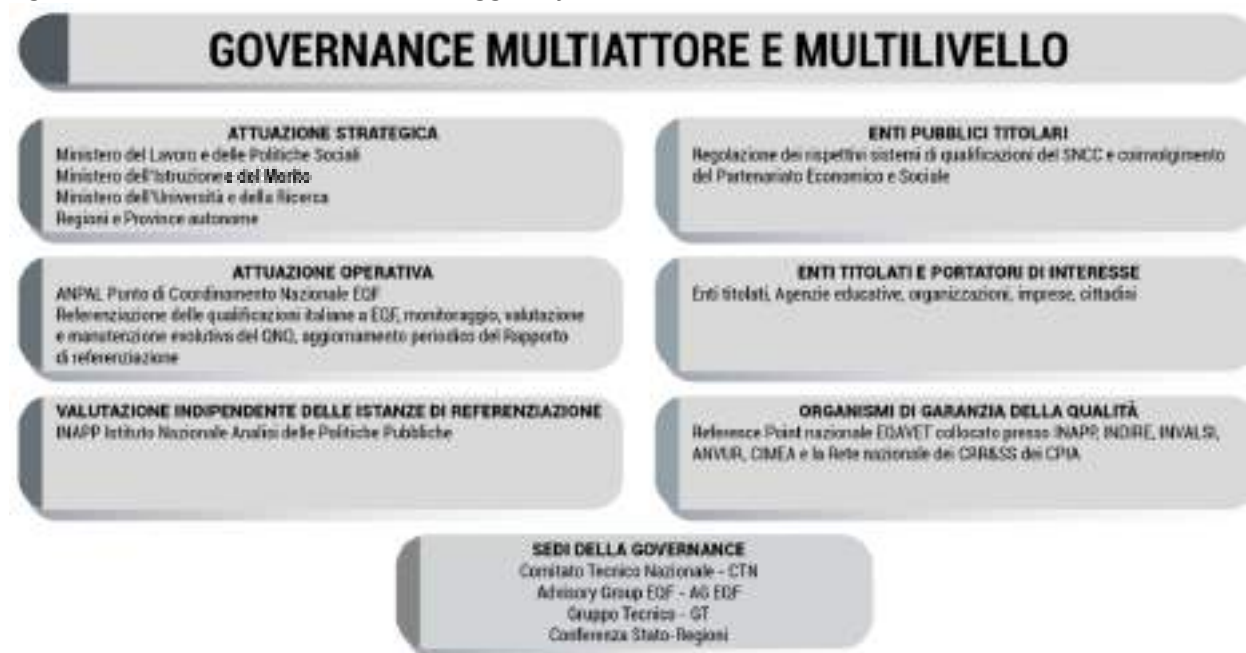 GOVERNANCE MULTIATTORE E MULTILIVELLO
ATTUAZIONE STRATEGICA
Ministero del Lavoro e delle Politiche Sociali
Ministero dell'Istruzione e del Merito
Ministero dell'Università e della Ricerca
Regioni e Province autonome
ENTI PUBBLICI TITOLARI
Regolazione dei rispettivi sistemi di qualificazioni del SNCC e coinvolgimento
del Partenariato Economico e Sociale
ATTUAZIONE OPERATIVA
ANPAL Punto di Coordinamento Nazionale EQF
Referenziazione delle qualificazioni italiane a EQF, monitoraggio, valutazione
e manutenzione evolutiva del QNQ, aggiornamento periodico del Rapporto
di referenziazione
ENTI TITOLATI E PORTATORI DI INTERESSE
Enti titolati, Agenzie educative, organizzazioni, imprese, cittadini
VALUTAZIONE INDIPENDENTE DELLE ISTANZE DI REFERENZIAZIONE
INAPP Istituto Nazionale Analisi delle Politiche Pubbliche
ORGANISMI DI GARANZIA DELLA QUALITÀ
Reference Point nazionale EQAVET collocato presso INAPP, INDIRE, INVALSI,
ANVUR, CIMEA e la Rete nazionale dei CRR&SS dei CPIA
SEDI DELLA GOVERNANCE
Comitato Tecnico Nazionale - CTN
Advisory Group EQF - AG EQF
Gruppo Tecnico - GT
Conferenza Stato-Regioni